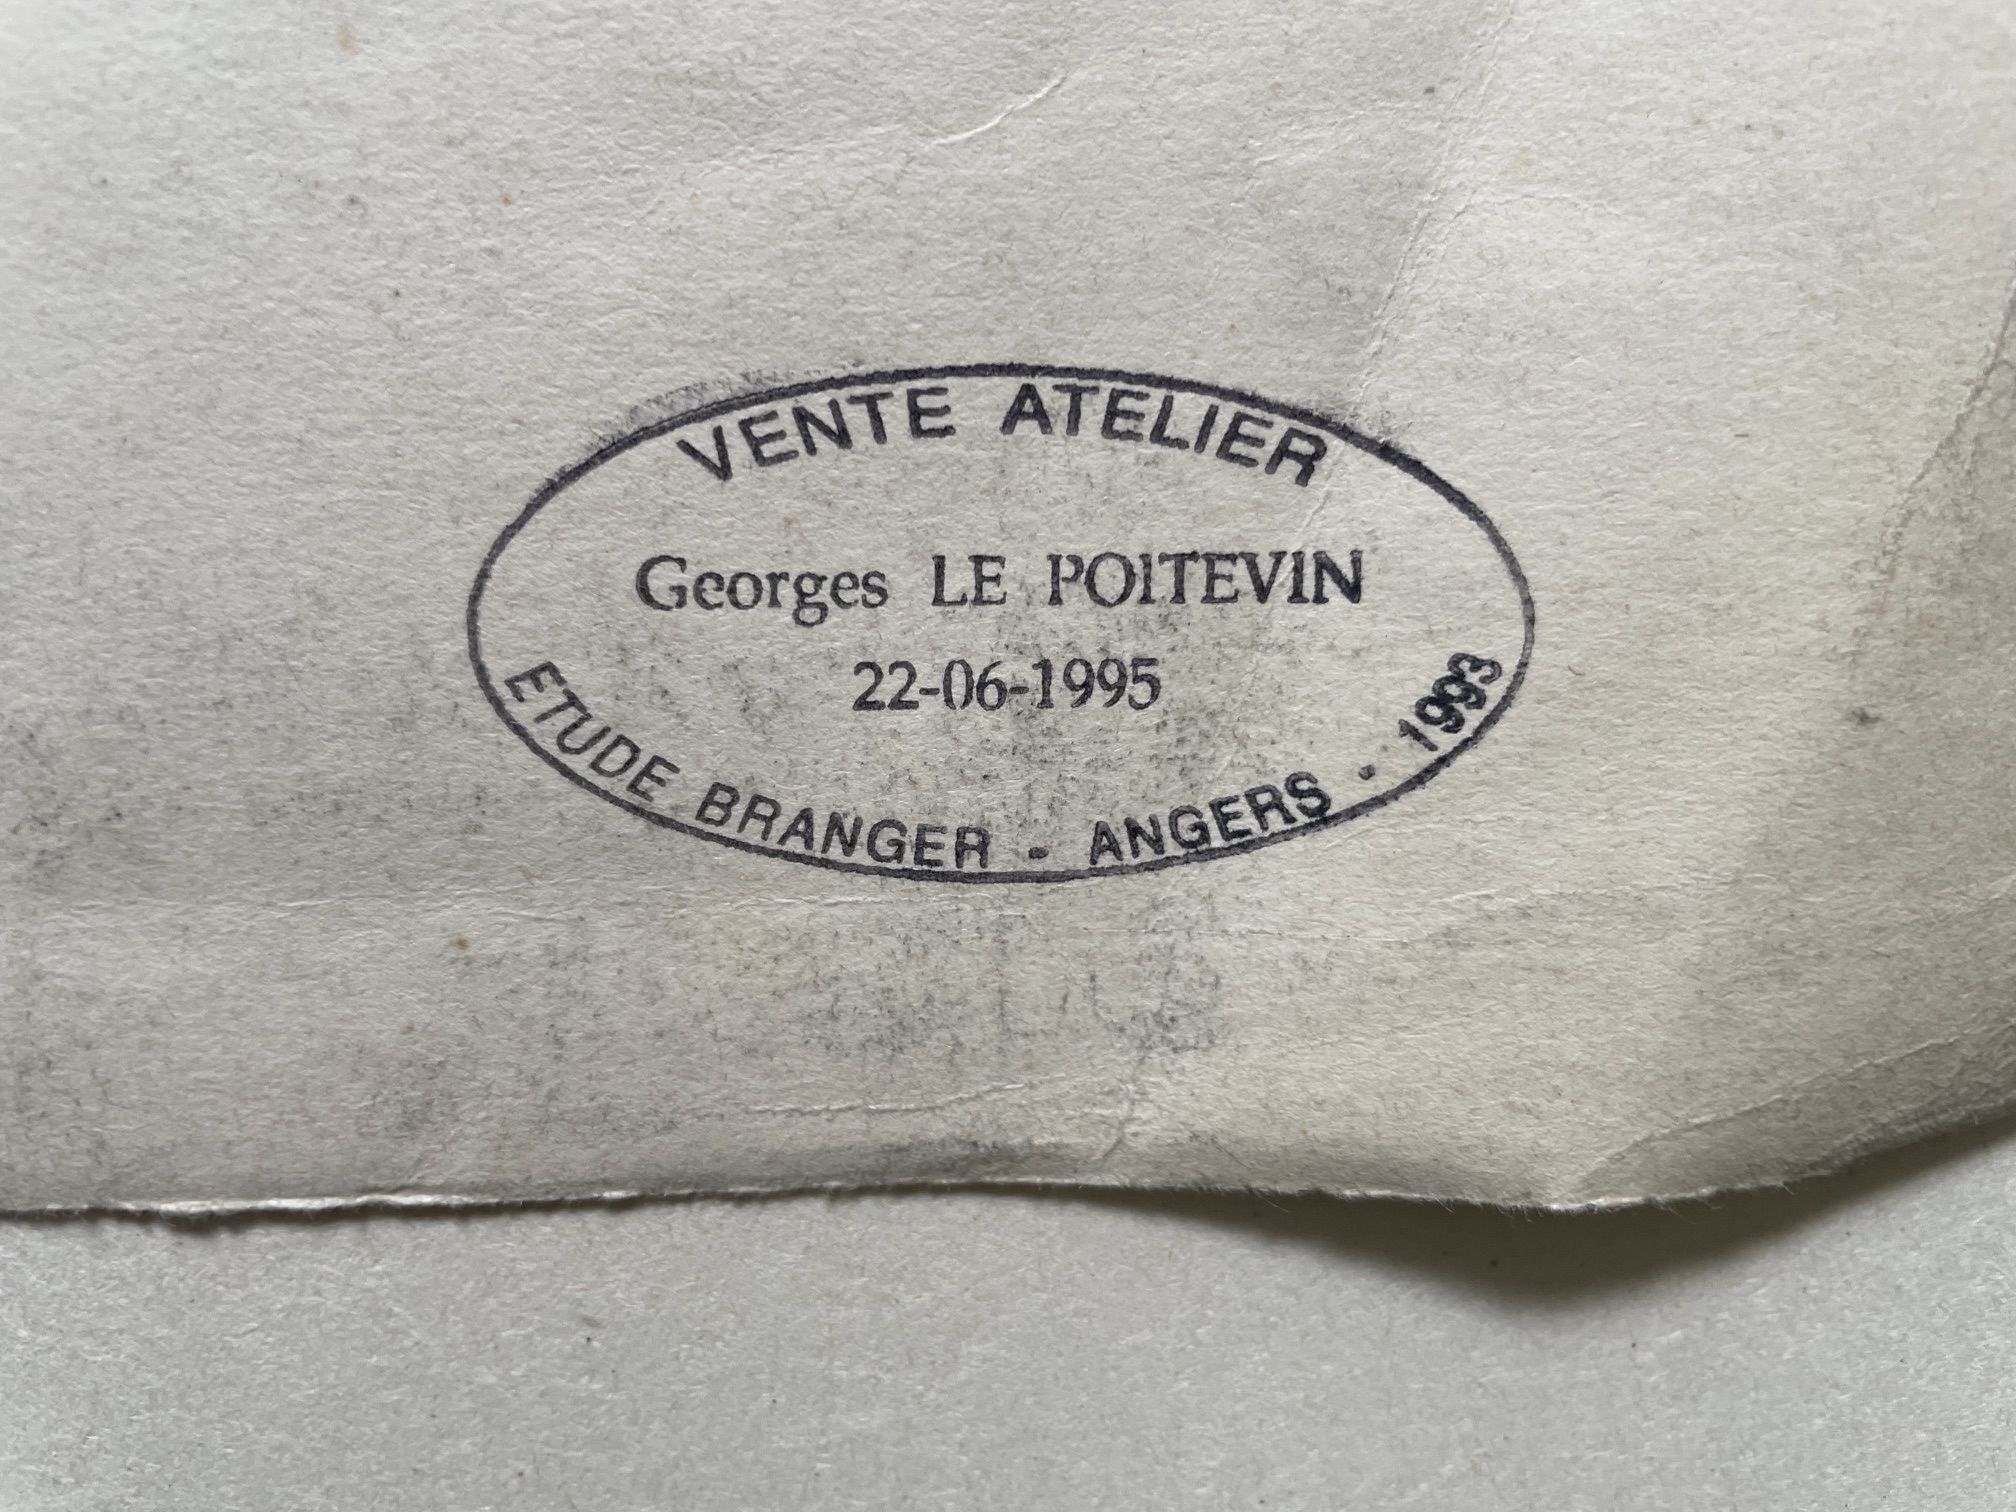 VENTE ATELIER
Georges LE POITEVIN
22-06-1995
ETUDE BRANGER - ANGERS - 1993